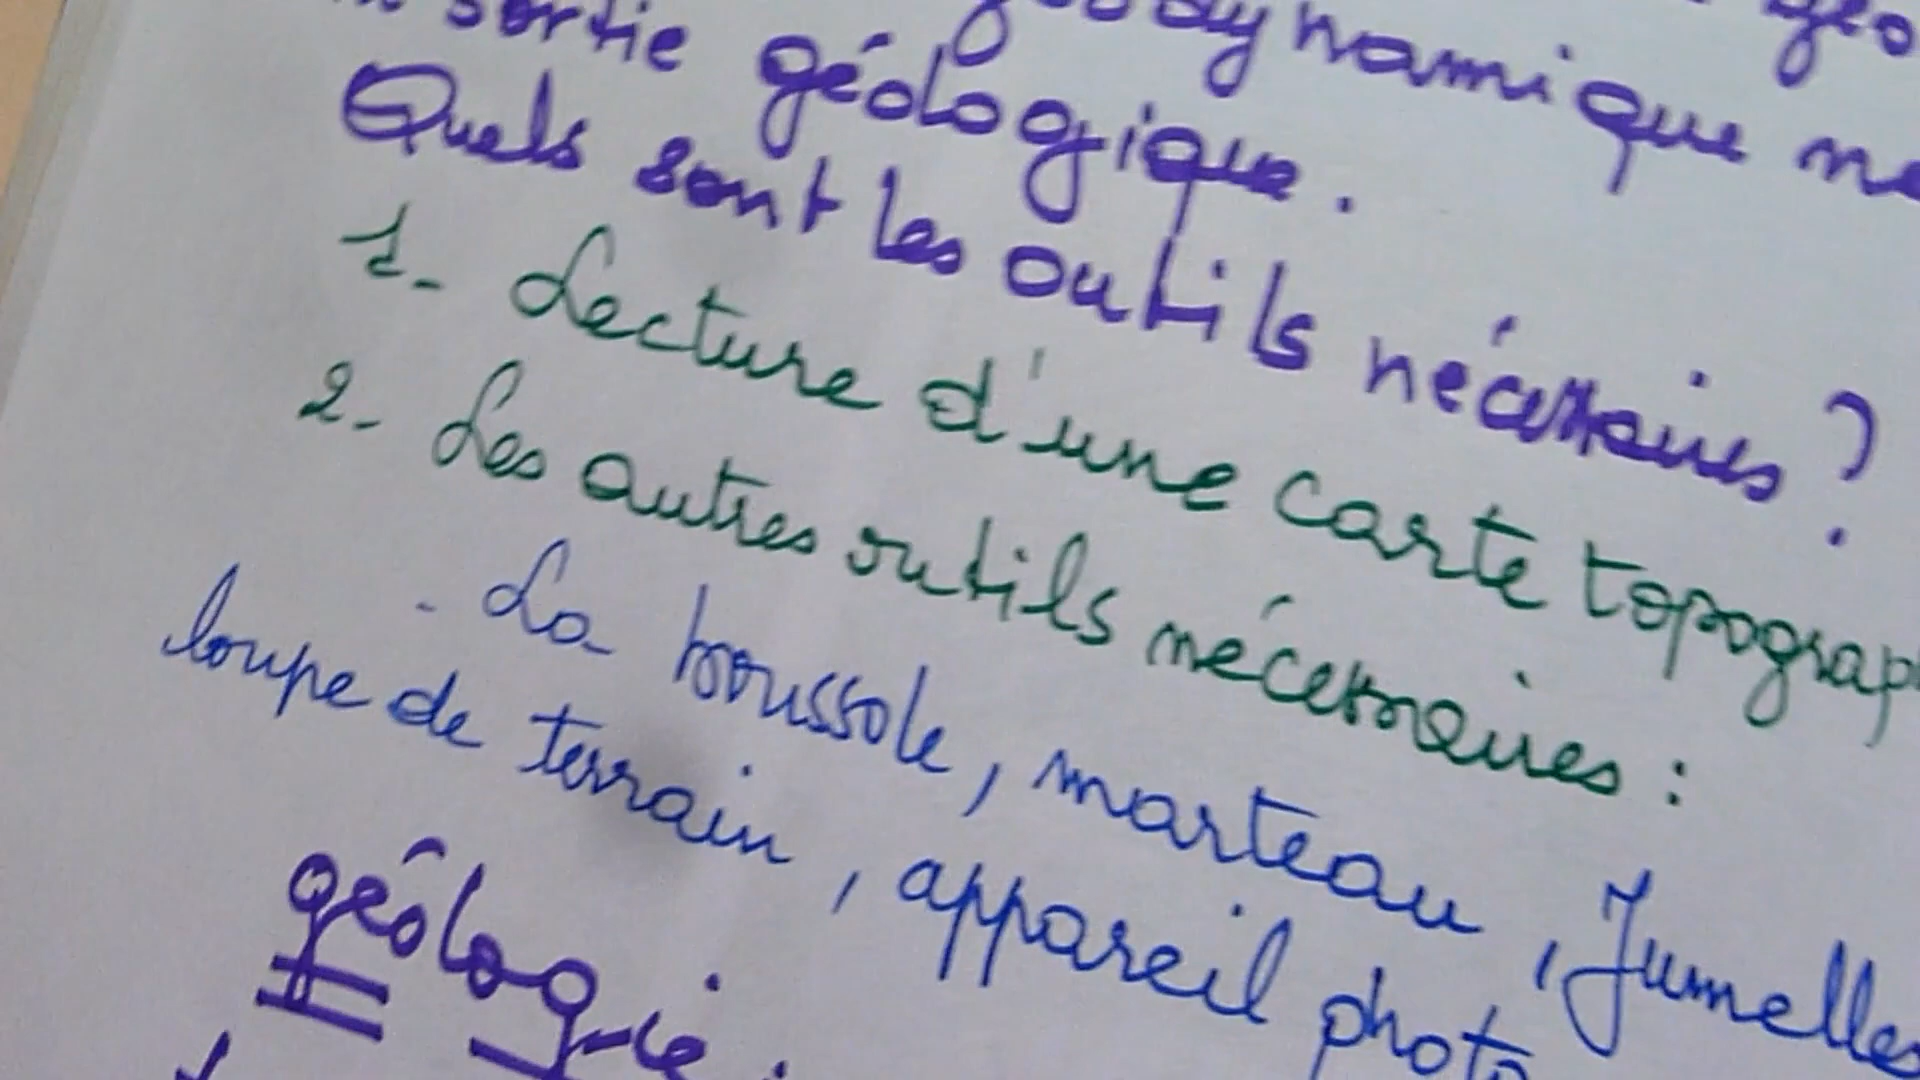 géodynamique
sortie géologique.
Quels sont les outils nécessaires ?
1- Lecture d'une carte topograp
2- Les autres outils nécessaires :
- La boussole, marteau, Jumelles
loupe de terrain, appareil photo
géologie :